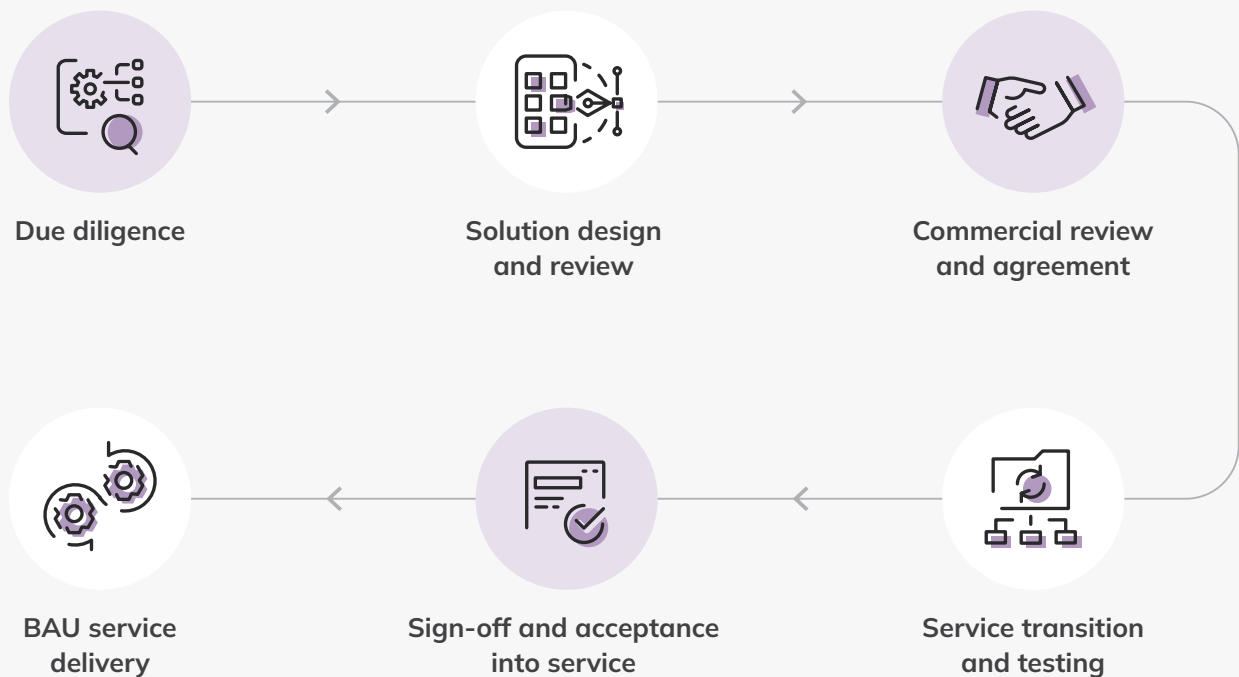 Due diligence
Solution design
and review
Commercial review
and agreement
BAU service
delivery
Sign-off and acceptance
into service
Service transition
and testing